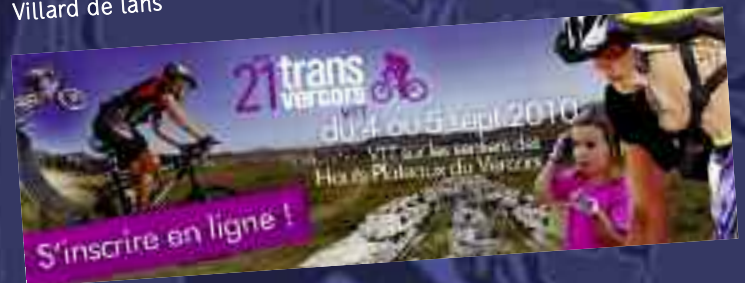 Villard de lans
21 trans
vercors
VTT
du 4 au 5 sept 2010
VTT sur les sentiers des
Hauts Plateaux du Vercors
S'inscrire en ligne !